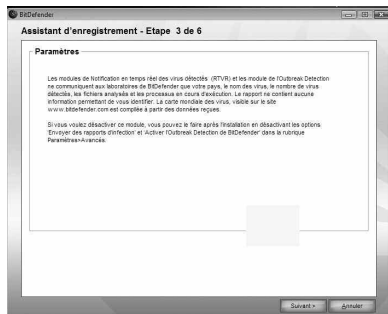 BitDefender
Assistant d'enregistrement - Etape 3 de 6
Paramètres
Les modules de Notification en temps réel des virus détectés (RTVR) et les module de l'Outbreak Detection
ne communiquent aux laboratoires de BitDefender que votre pays, le nom des virus, le nombre de virus
détectés, les fichiers analysés et les processus en cours d'exécution. Le rapport ne contient aucune
information permettant de vous identifier. La carte mondiale des virus, visible sur le site
www.bitdefender.com est complétée à partir des données reçues.
Si vous voulez désactiver ce module, vous pouvez le faire après l'installation en désactivant les options
'Envoyer des rapports d'infection' et 'Activer l'Outbreak Detection de BitDefender' dans la rubrique
Paramètres>Avancés.
Suivant >
Annuler